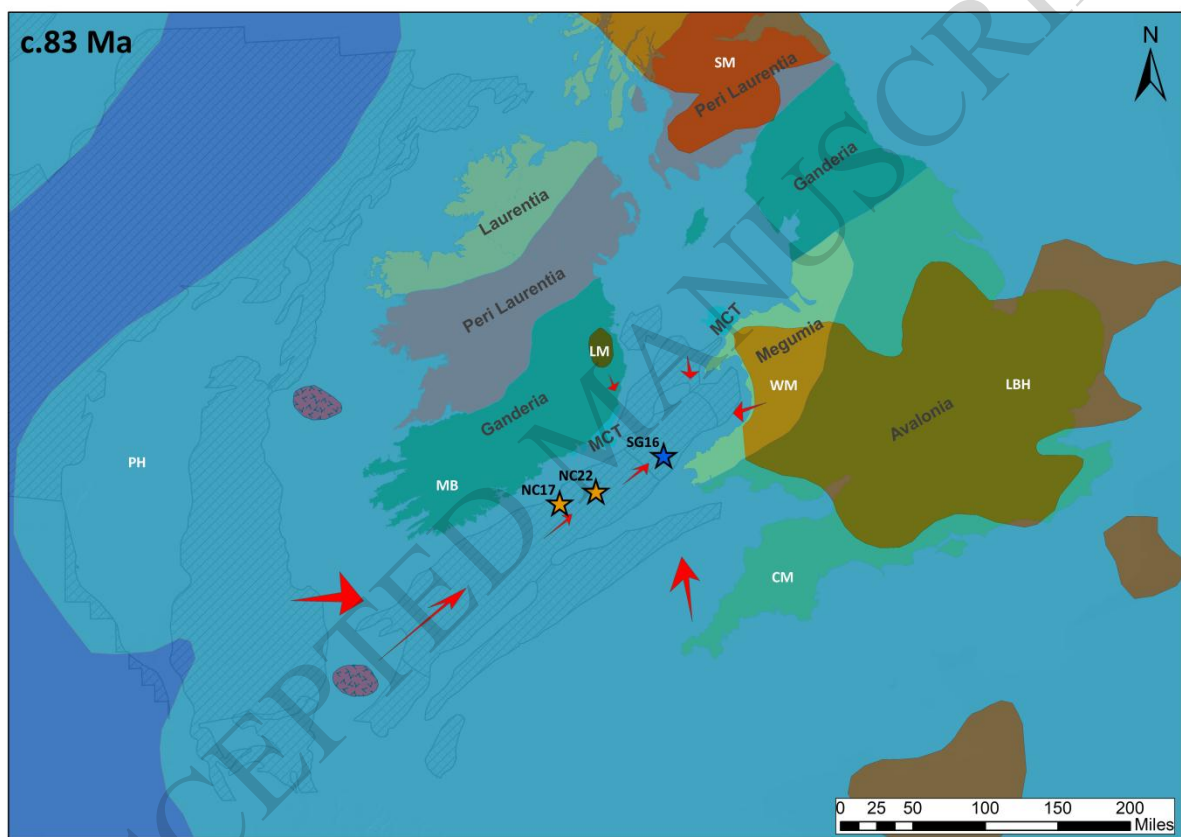 c.83 Ma
N
SM
Peri Laurentia
Ganderia
Laurentia
Peri Laurentia
MCT
LM
Megumia
WM
LBH
Ganderia
Avalonia
MCT
PH
SG16
MB
NC22
NC17
CM
0 25 50 100 150 200
Miles
ACCEPTED MANUSCRIPT